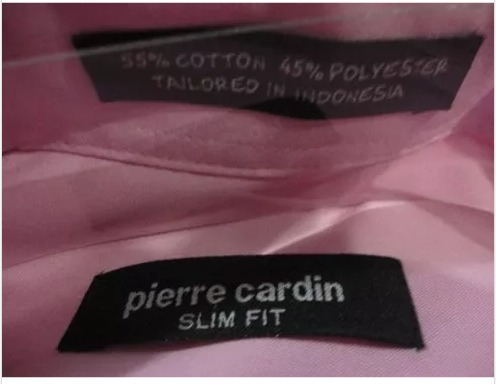 55% COTTON 45% POLYESTER
TAILORED IN INDONESIA
pierre cardin
SLIM FIT